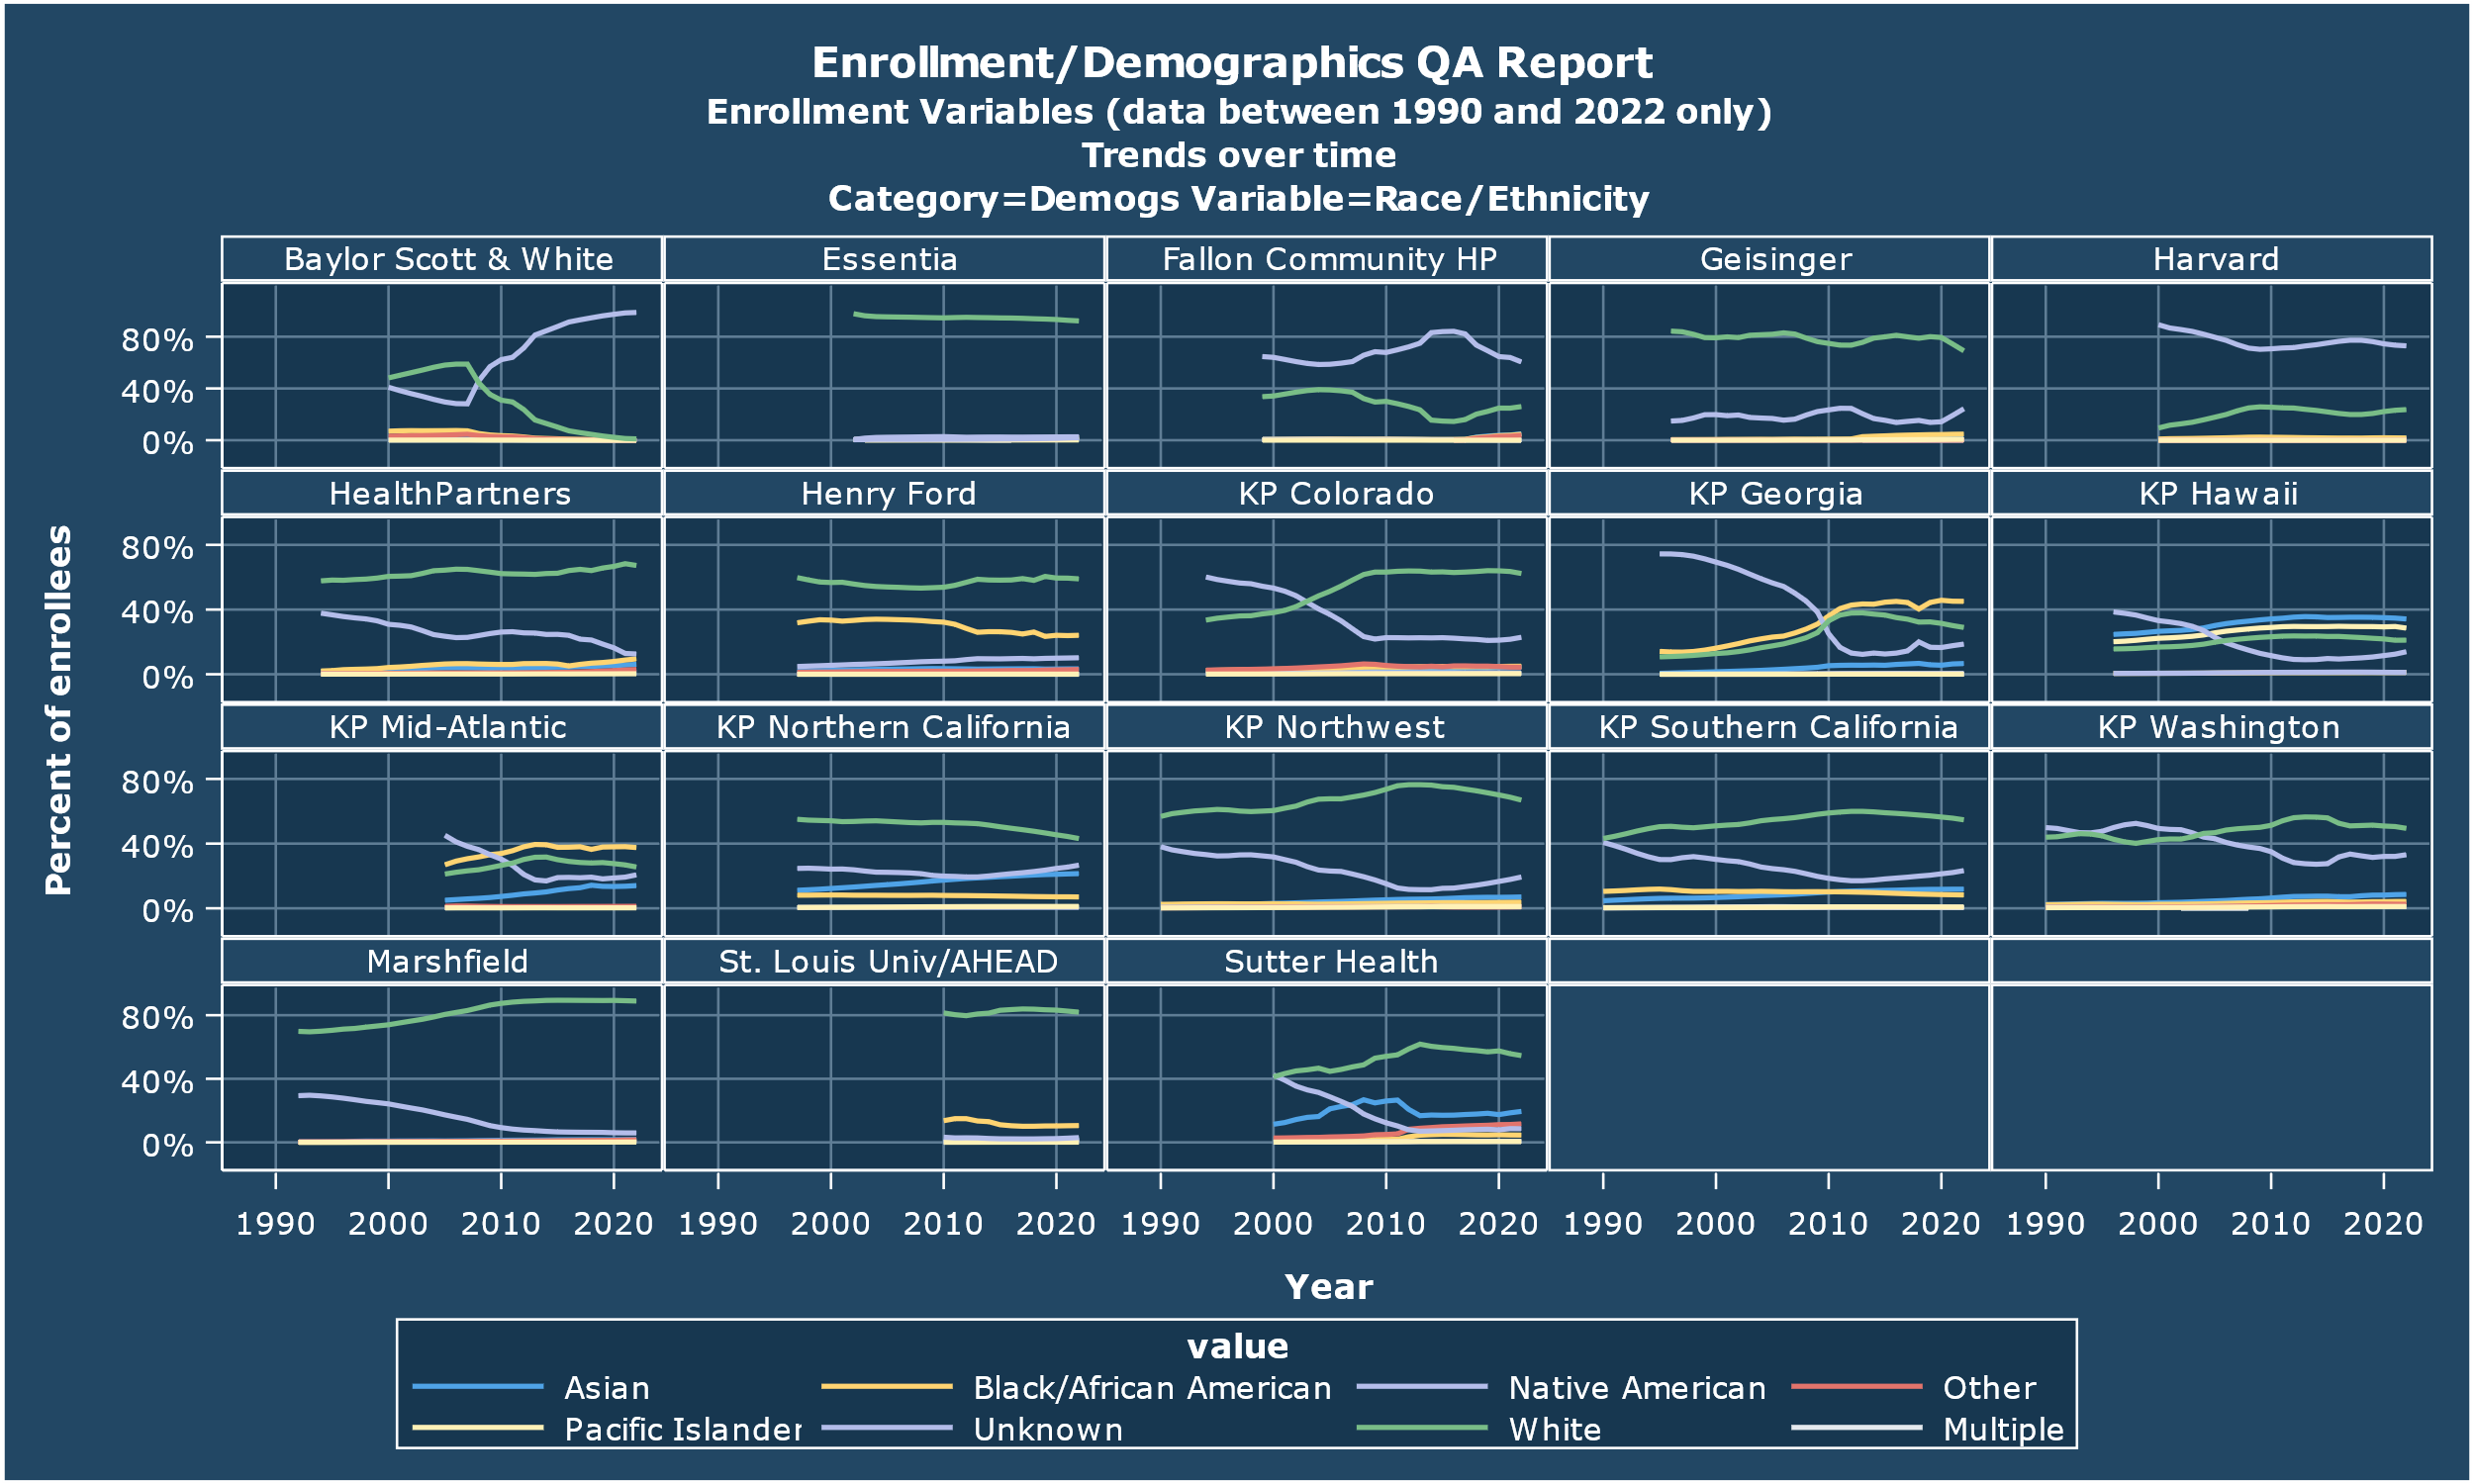 Enrollment/Demographics QA Report
Enrollment Variables (data between 1990 and 2022 only)
Trends over time
Category=Demogs Variable=Race/Ethnicity
Baylor Scott & White Essentia Fallon Community HP Geisinger Harvard
80%
40%
0%
HealthPartners Henry Ford KP Colorado KP Georgia KP Hawaii
80%
40%
0%
Percent of enrollees
KP Mid-Atlantic KP Northern California KP Northwest KP Southern California KP Washington
80%
40%
0%
Marshfield St. Louis Univ/AHEAD Sutter Health
80%
40%
0%
1990 2000 2010 2020 1990 2000 2010 2020 1990 2000 2010 2020 1990 2000 2010 2020 1990 2000 2010 2020
Year
value
Asian Black/African American Native American Other
Pacific Islander Unknown White Multiple